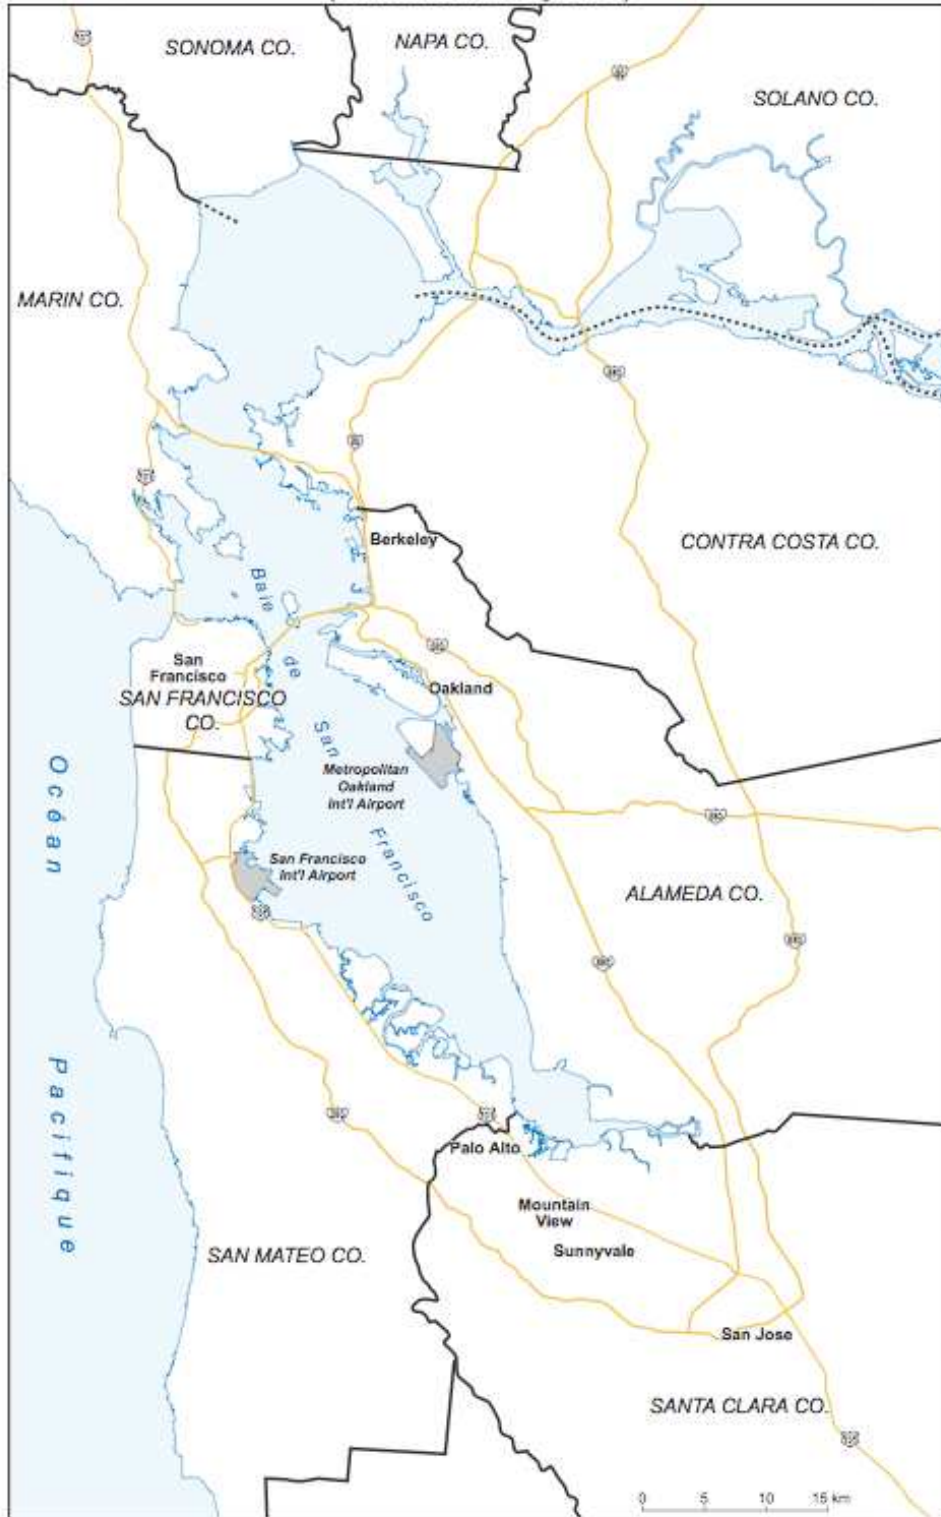 SONOMA CO.
NAPA CO.
SOLANO CO.
MARIN CO.
CONTRA COSTA CO.
Berkeley
Baie de San Francisco
San
Francisco
SAN FRANCISCO
CO.
Oakland
Metropolitan
Oakland
Int'l Airport
San Francisco
Int'l Airport
ALAMEDA CO.
Océan Pacifique
Palo Alto
Mountain
View
Sunnyvale
SAN MATEO CO.
San Jose
SANTA CLARA CO.
0 5 10 15 km